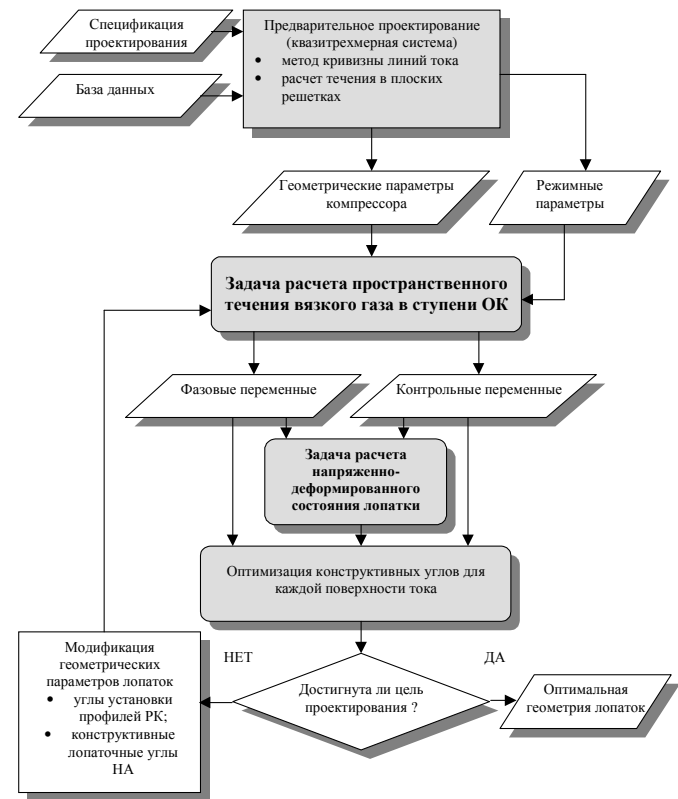 Спецификация
проектирования
База данных
Предварительное проектирование
(квазитрехмерная система)
• метод кривизны линий тока
• расчет течения в плоских
решетках
Геометрические параметры
компрессора
Режимные
параметры
Задача расчета пространственного
течения вязкого газа в ступени ОК
Фазовые переменные
Контрольные переменные
Задача расчета
напряженно-
деформированного
состояния лопатки
Оптимизация конструктивных углов для
каждой поверхности тока
Модификация
геометрических
параметров лопаток
• углы установки
профилей РК;
• конструктивные
лопаточные углы
НА
НЕТ
ДА
Достигнута ли цель
проектирования ?
Оптимальная
геометрия лопаток